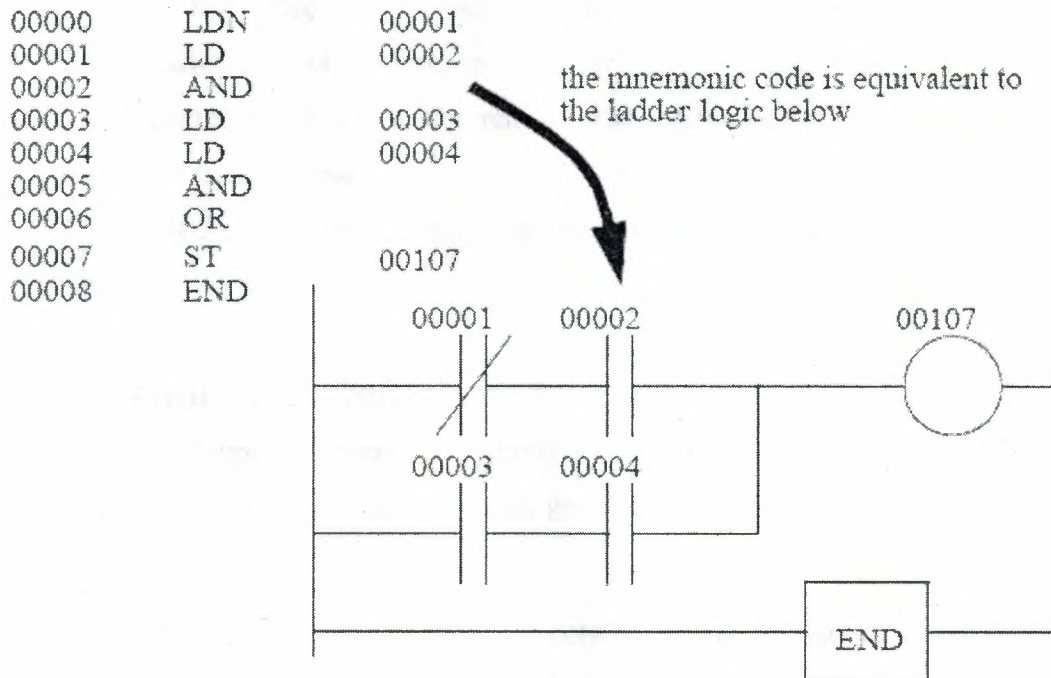 00000 LDN 00001
00001 LD 00002
00002 AND
00003 LD 00003
00004 LD 00004
00005 AND
00006 OR
00007 ST 00107
00008 END
the mnemonic code is equivalent to
the ladder logic below
00001 00002 00107
00003 00004
END